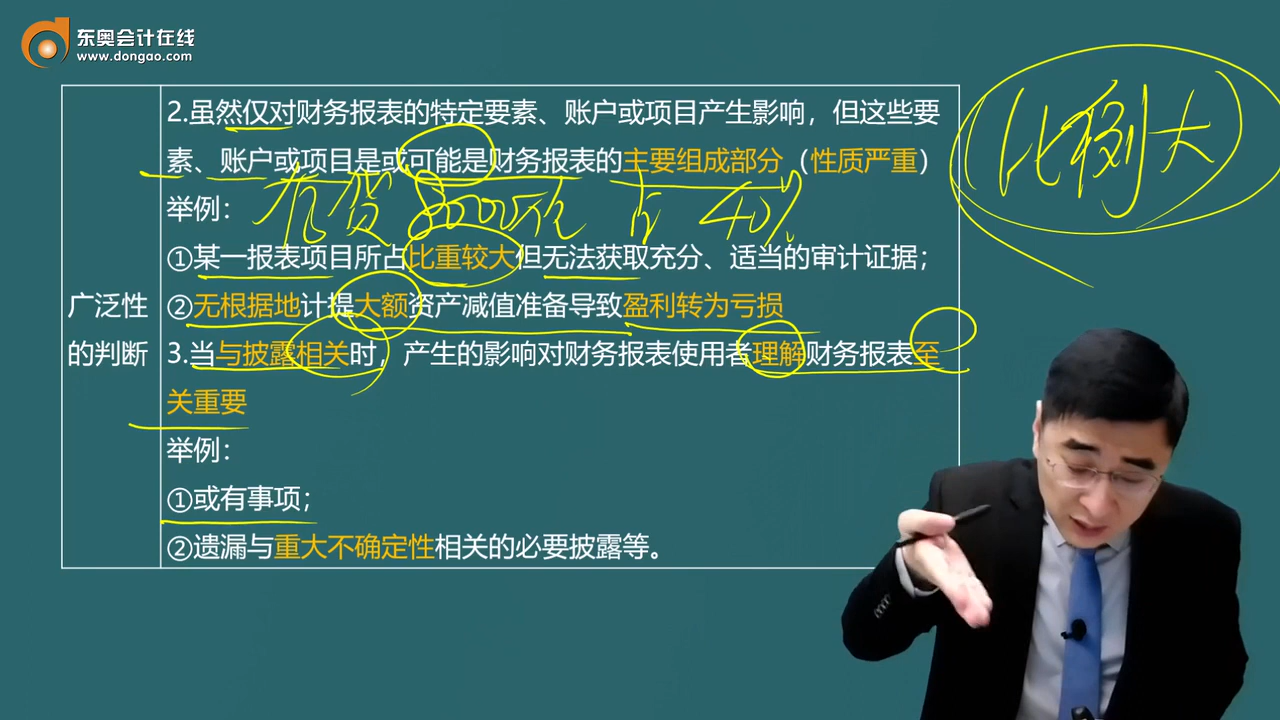 东奥会计在线
www.dongao.com
2.虽然仅对财务报表的特定要素、账户或项目产生影响，但这些要
素、账户或项目是或可能是财务报表的主要组成部分（性质严重）
比例大
举例：
存货 8000万元 占 40%
①某一报表项目所占比重较大但无法获取充分、适当的审计证据；
广泛性
的判断
②无根据地计提大额资产减值准备导致盈利转为亏损
3.当与披露相关时，产生的影响对财务报表使用者理解财务报表至
关重要
举例：
①或有事项；
②遗漏与重大不确定性相关的必要披露等。